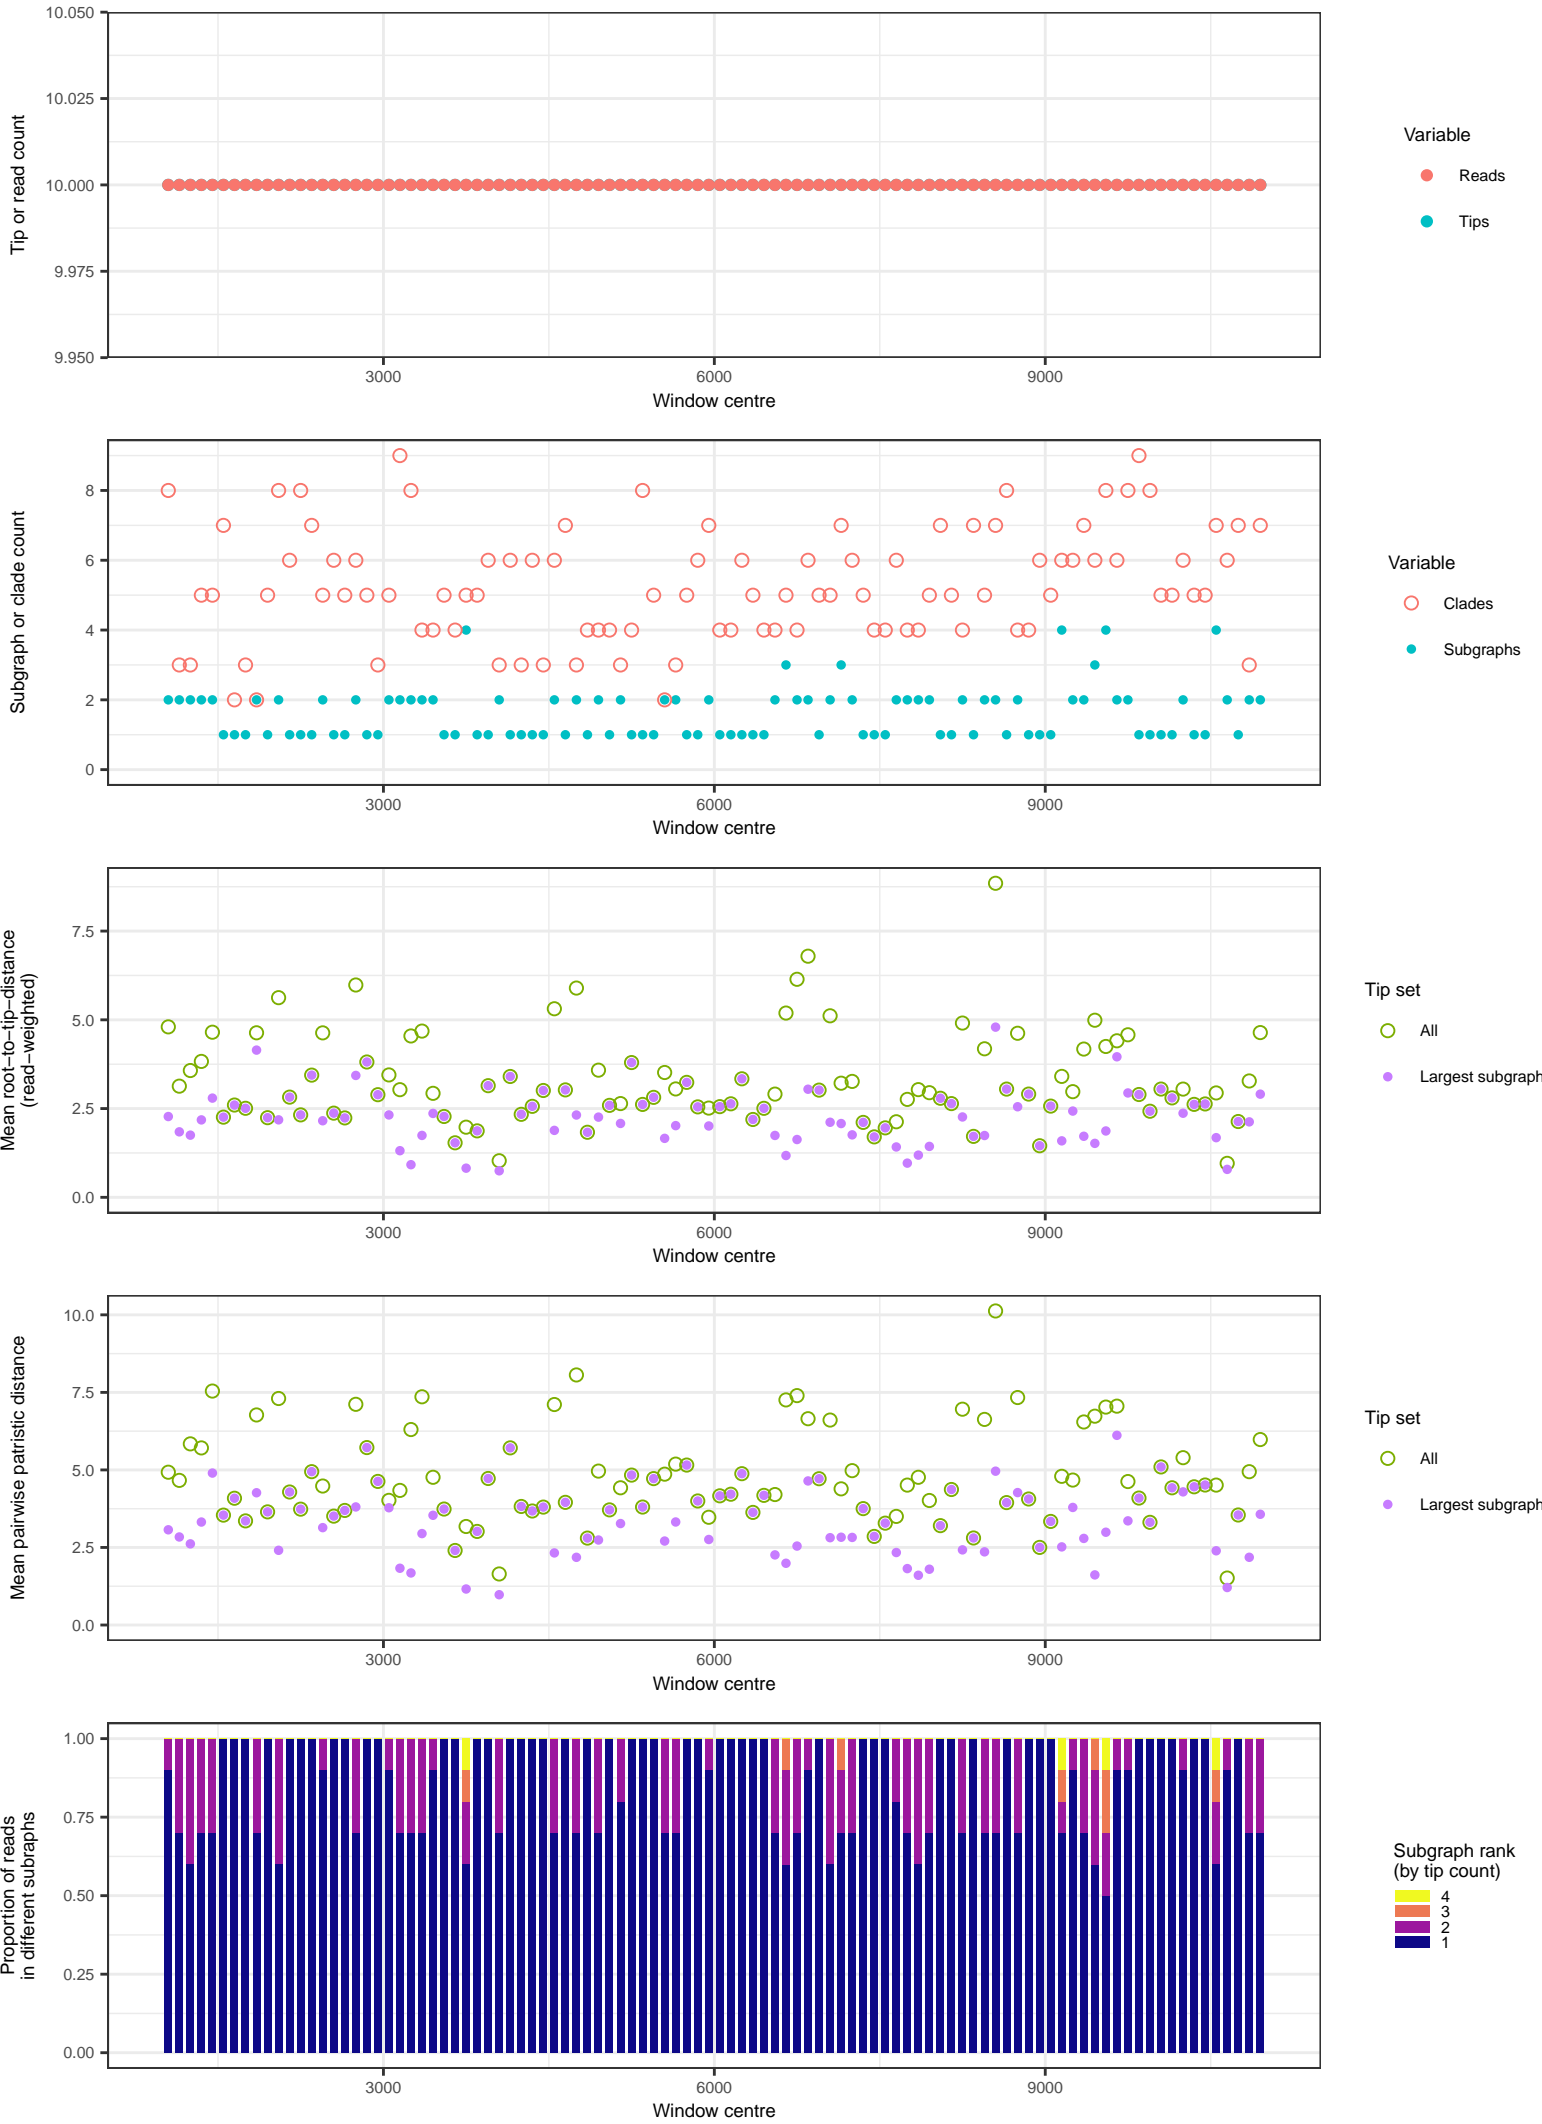 10.050
10.025
10.000
9.975
9.950
Tip or read count
3000 6000 9000
Window centre
Variable
Reads
Tips
8
6
4
2
0
Subgraph or clade count
3000 6000 9000
Window centre
Variable
Clades
Subgraphs
7.5
5.0
2.5
0.0
Mean root−to−tip−distance
(read−weighted)
3000 6000 9000
Window centre
Tip set
All
Largest subgraph
10.0
7.5
5.0
2.5
0.0
Mean pairwise patristic distance
3000 6000 9000
Window centre
Tip set
All
Largest subgraph
1.00
0.75
0.50
0.25
0.00
Proportion of reads
in different subraphs
3000 6000 9000
Window centre
Subgraph rank
(by tip count)
4
3
2
1